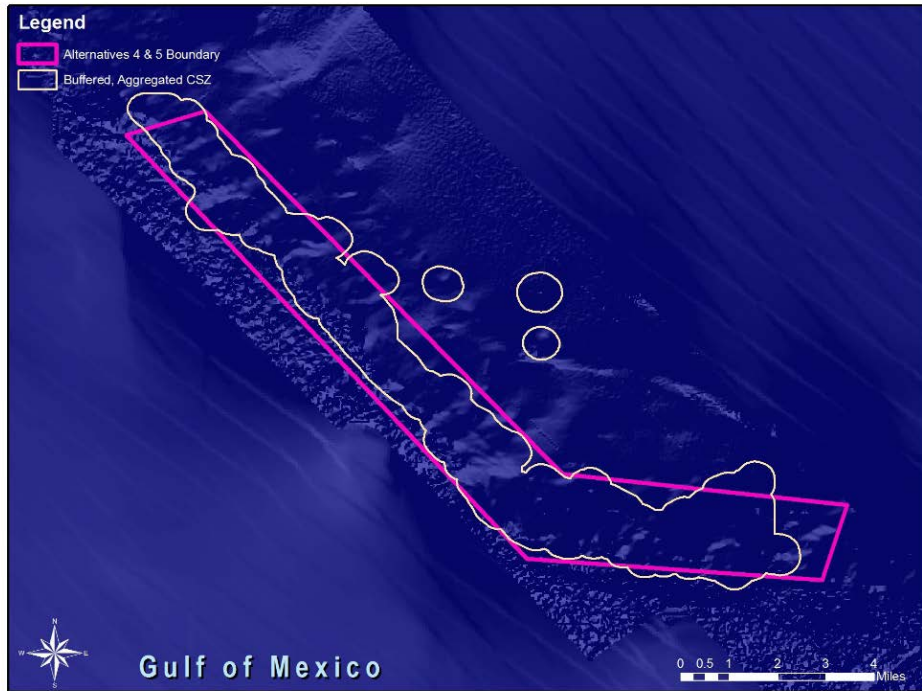 Legend
Alternatives 4 & 5 Boundary
Buffered, Aggregated CSZ
N
W E
S
Gulf of Mexico
0 0.5 1 2 3 4
Miles